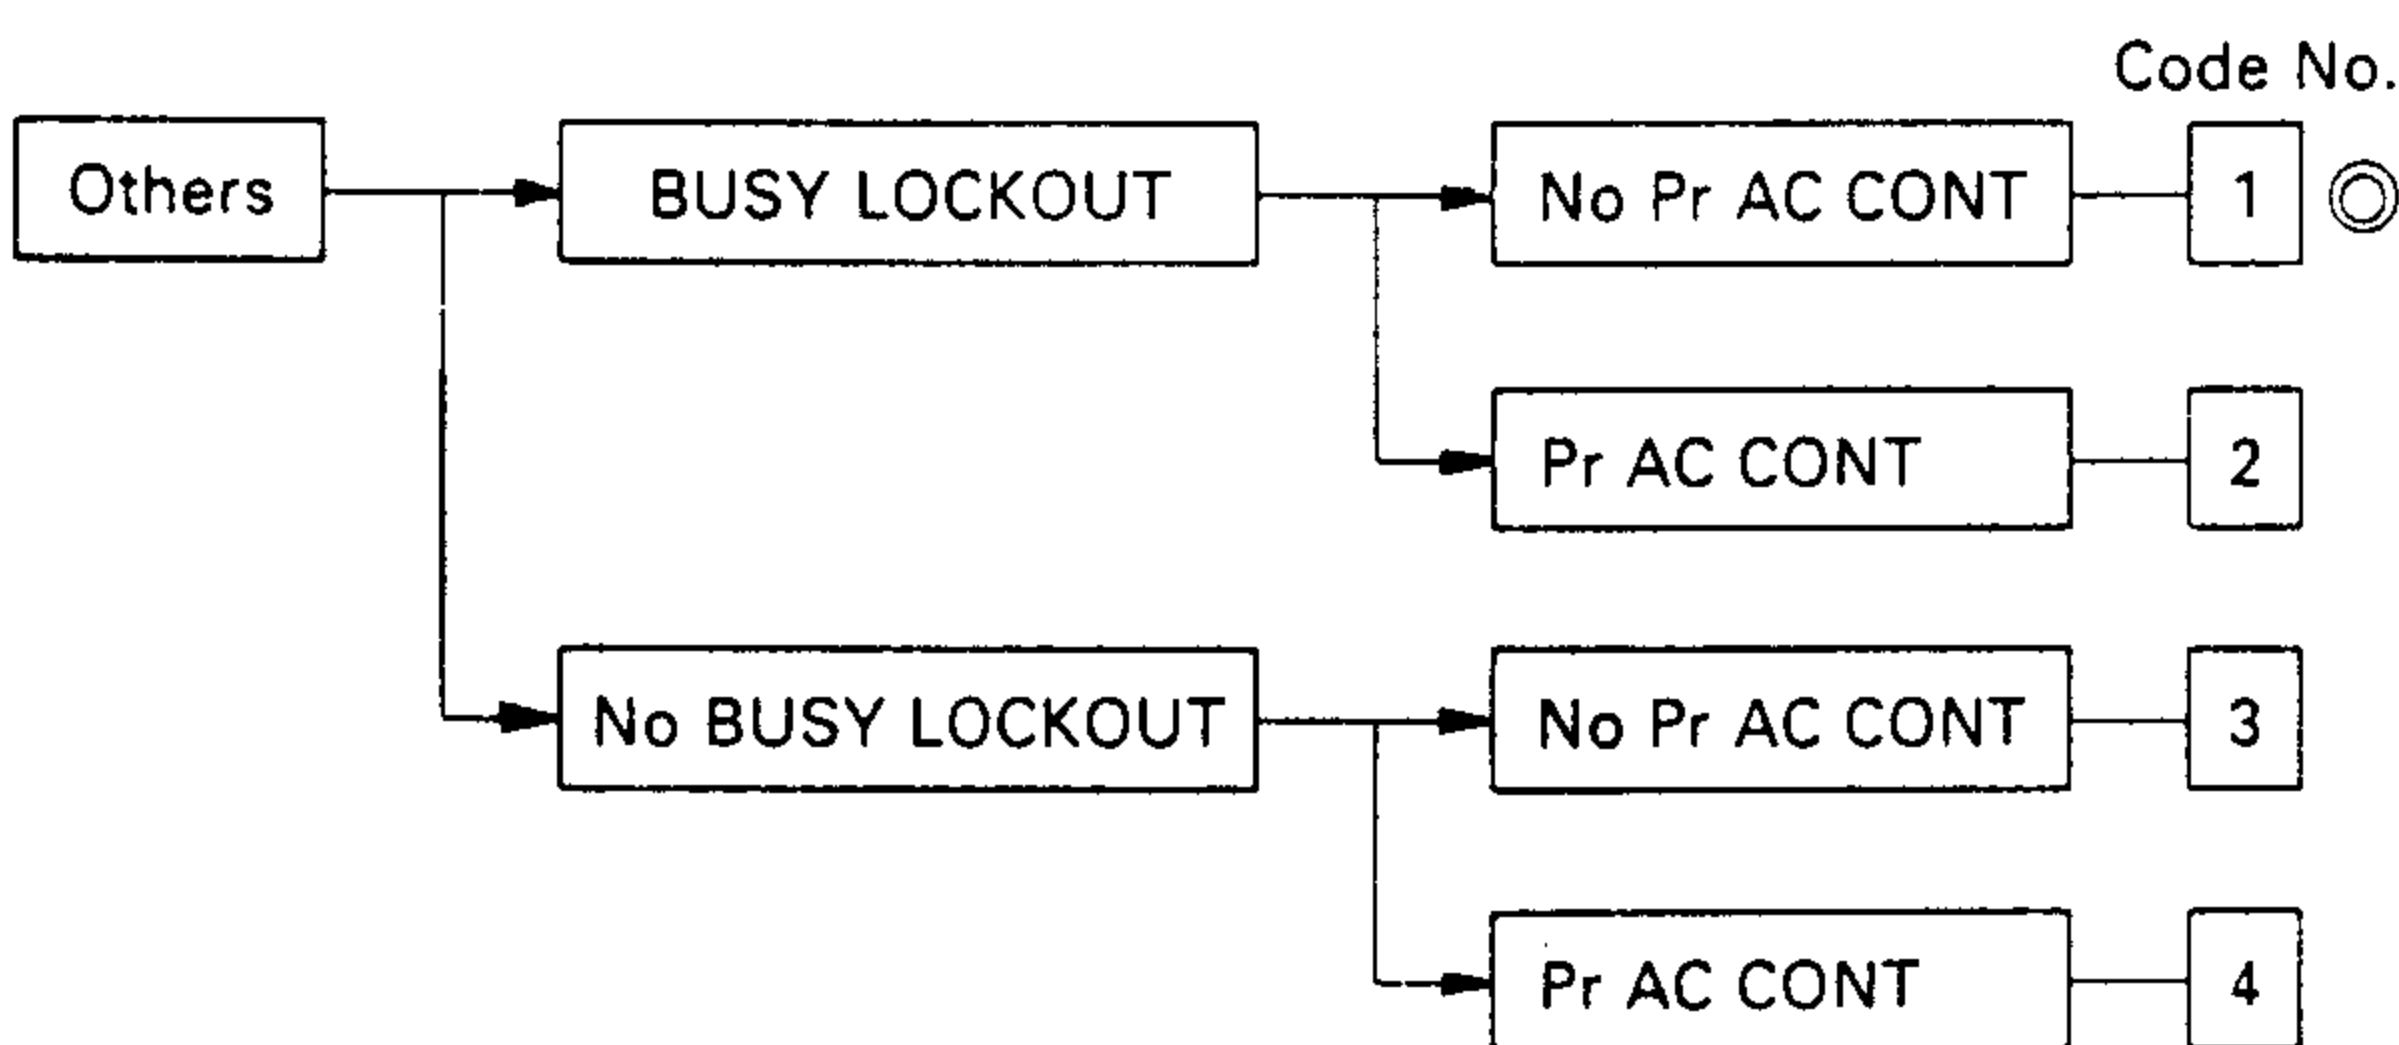 Code No.
Others
BUSY LOCKOUT
No Pr AC CONT
1
Pr AC CONT
2
No BUSY LOCKOUT
No Pr AC CONT
3
Pr AC CONT
4